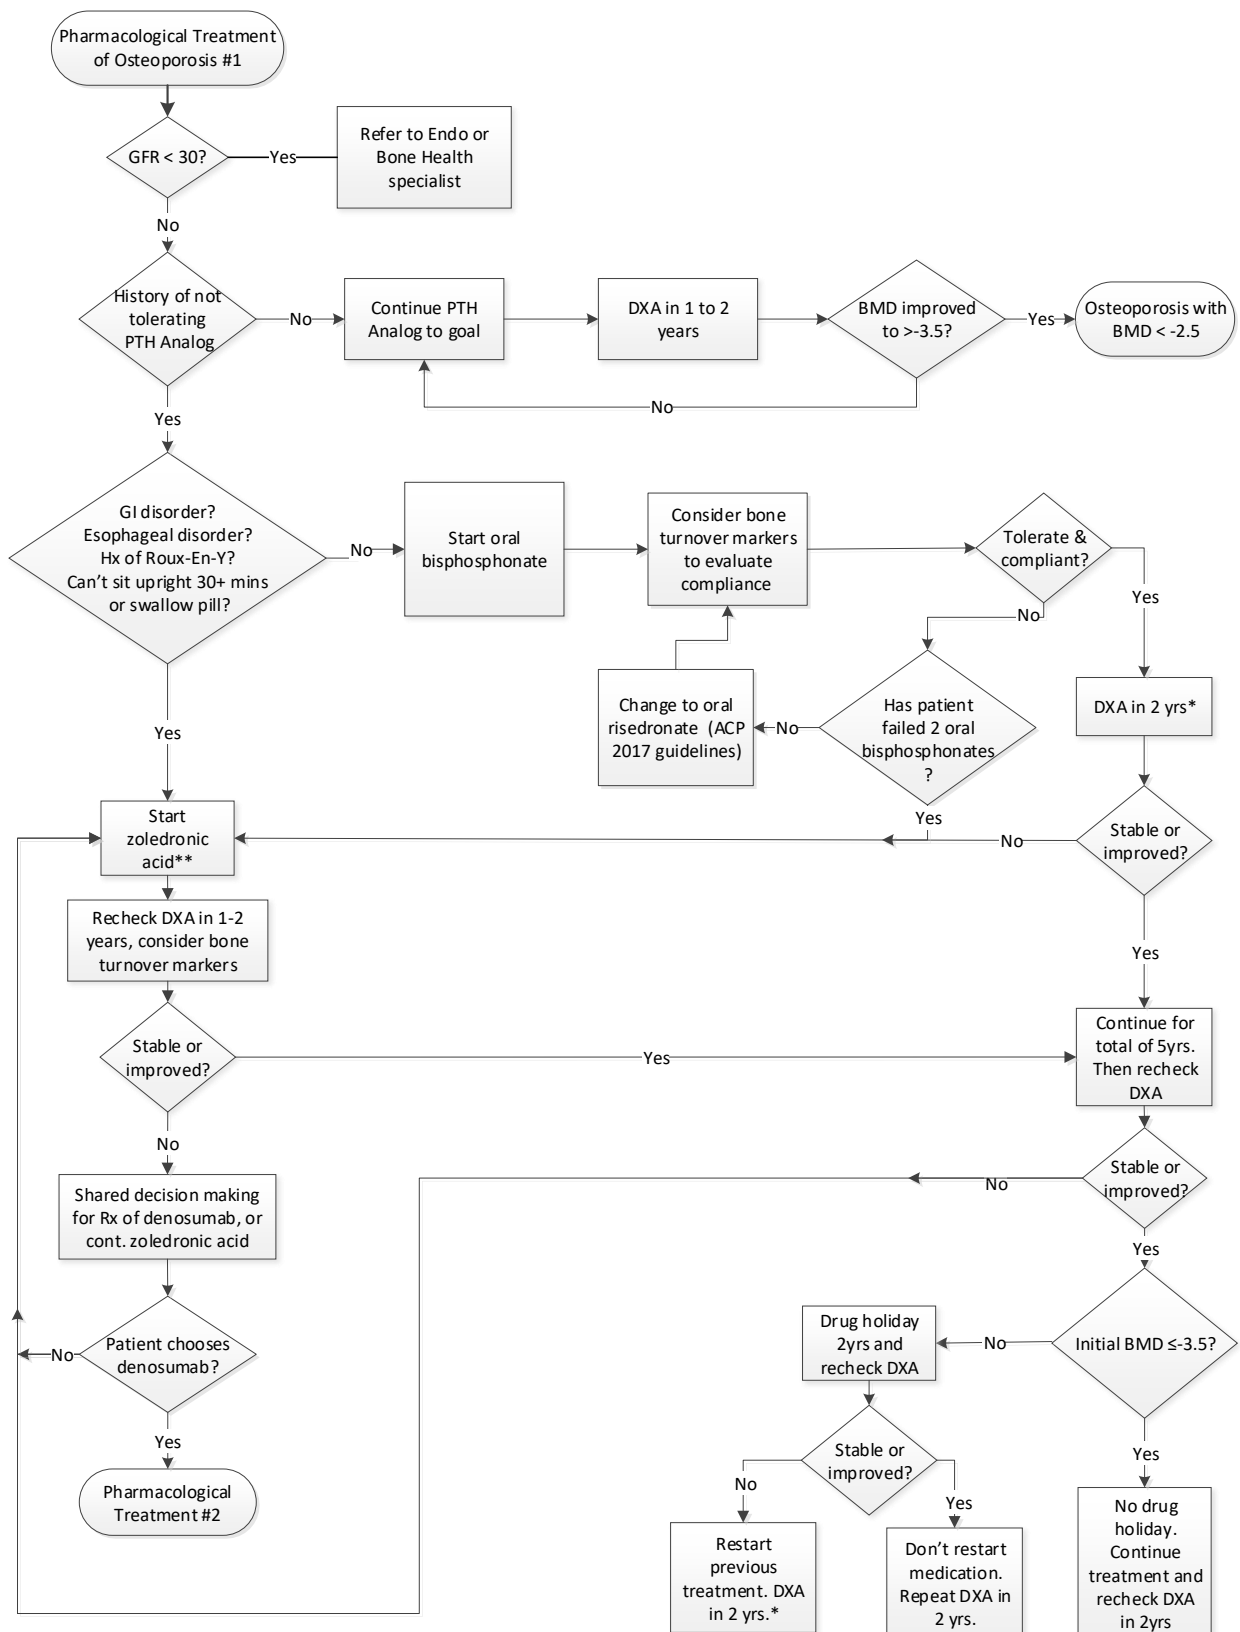 Pharmacological Treatment
of Osteoporosis #1
GFR < 30?
Yes
Refer to Endo or
Bone Health
specialist
No
History of not
tolerating
PTH Analog
No
Continue PTH
Analog to goal
DXA in 1 to 2
years
BMD improved
to >-3.5?
Yes
Osteoporosis with
BMD < -2.5
No
Yes
GI disorder?
Esophageal disorder?
Hx of Roux-En-Y?
Can't sit upright 30+ mins
or swallow pill?
No
Start oral
bisphosphonate
Consider bone
turnover markers
to evaluate
compliance
Tolerate &
compliant?
Yes
No
Has patient
failed 2 oral
bisphosphonates
?
No
Change to oral
risedronate (ACP
2017 guidelines)
DXA in 2 yrs*
Yes
Yes
Start
zoledronic
acid**
No
Stable or
improved?
Recheck DXA in 1-2
years, consider bone
turnover markers
Yes
Stable or
improved?
Yes
Continue for
total of 5yrs.
Then recheck
DXA
No
Shared decision making
for Rx of denosumab, or
cont. zoledronic acid
No
Stable or
improved?
Yes
Patient chooses
denosumab?
No
Drug holiday
2yrs and
recheck DXA
No
Initial BMD ≤-3.5?
Yes
Pharmacological
Treatment #2
Stable or
improved?
No
Yes
Yes
Restart
previous
treatment. DXA
in 2 yrs.*
Don't restart
medication.
Repeat DXA in
2 yrs.
No drug
holiday.
Continue
treatment and
recheck DXA
in 2yrs